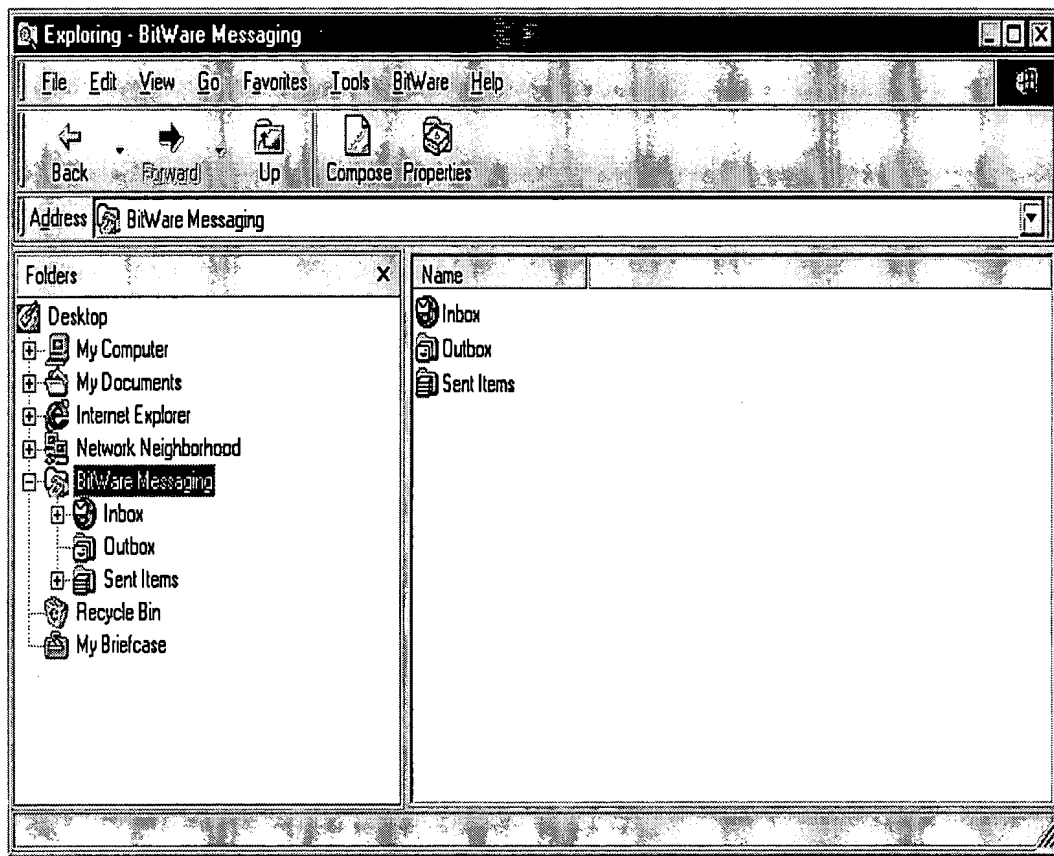 Exploring - BitWare Messaging
File Edit View Go Favorites Tools BitWare Help
Back Forward Up Compose Properties
Address BitWare Messaging
Folders
Desktop
My Computer
My Documents
Internet Explorer
Network Neighborhood
BitWare Messaging
Inbox
Outbox
Sent Items
Recycle Bin
My Briefcase
Name
Inbox
Outbox
Sent Items